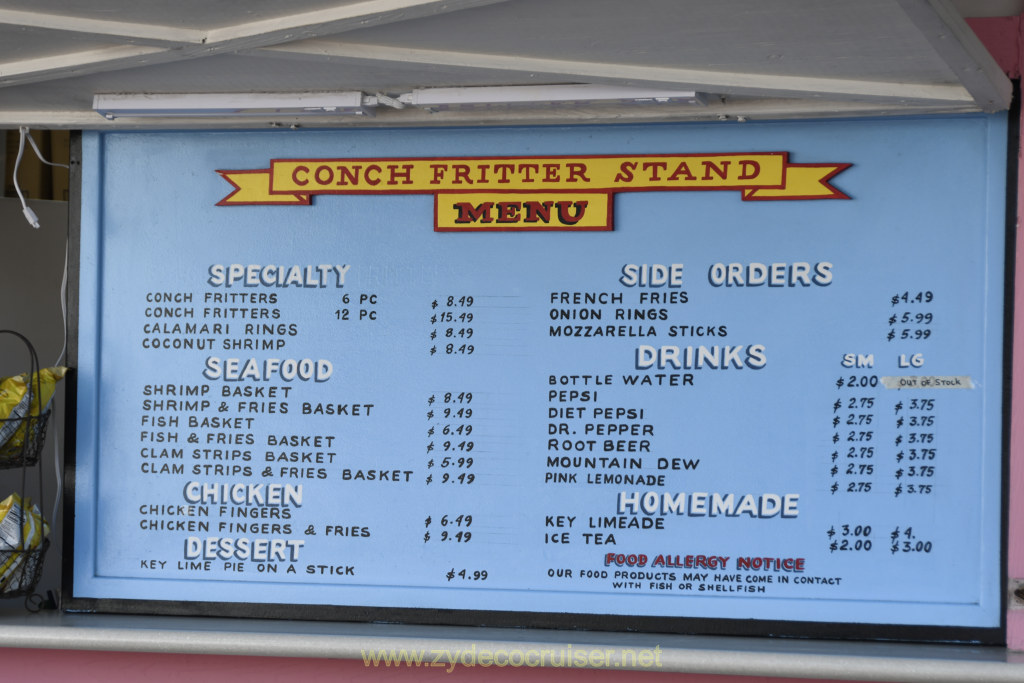 CONCH FRITTER STAND
MENU
SPECIALTY
CONCH FRITTERS 6 PC $ 8.49
CONCH FRITTERS 12 PC $15.49
CALAMARI RINGS $ 8.49
COCONUT SHRIMP $ 8.49
SEAFOOD
SHRIMP BASKET $ 8.49
SHRIMP & FRIES BASKET $ 9.49
FISH BASKET $ 6.49
FISH & FRIES BASKET $ 9.49
CLAM STRIPS BASKET $ 5.99
CLAM STRIPS & FRIES BASKET $ 9.49
CHICKEN
CHICKEN FINGERS $ 6.49
CHICKEN FINGERS & FRIES $ 9.49
DESSERT
KEY LIME PIE ON A STICK $4.99
SIDE ORDERS
FRENCH FRIES $4.49
ONION RINGS $ 5.99
MOZZARELLA STICKS $ 5.99
DRINKS SM LG
BOTTLE WATER $2.00 OUT OF STOCK
PEPSI $ 2.75 $ 3.75
DIET PEPSI $ 2.75 $ 3.75
DR. PEPPER $ 2.75 $ 3.75
ROOT BEER $ 2.75 $ 3.75
MOUNTAIN DEW $ 2.75 $ 3.75
PINK LEMONADE $ 2.75 $ 3.75
HOMEMADE
KEY LIMEADE $ 3.00 $ 4.
ICE TEA $2.00 $3.00
FOOD ALLERGY NOTICE
OUR FOOD PRODUCTS MAY HAVE COME IN CONTACT
WITH FISH OR SHELLFISH
www.zydecocruiser.net